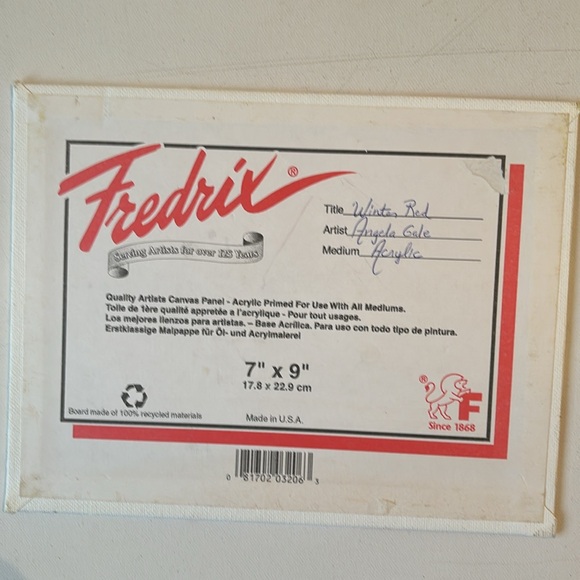 Fredrix®
Serving Artists for over 125 Years
Title Winter Red
Artist Angela Gale
Medium Acrylic
Quality Artists Canvas Panel - Acrylic Primed For Use With All Mediums.
Toile de 1ère qualité appretée a l'acrylique - Pour tout usages.
Los mejores lienzos para artistas. – Base Acrílica. Para uso con todo tipo de pintura.
Erstklassige Malpappe für Öl- und Acrylmalerei
7" x 9"
17.8 x 22.9 cm
Board made of 100% recycled materials
Made in U.S.A.
® F
Since 1868
0 81702 03206 3